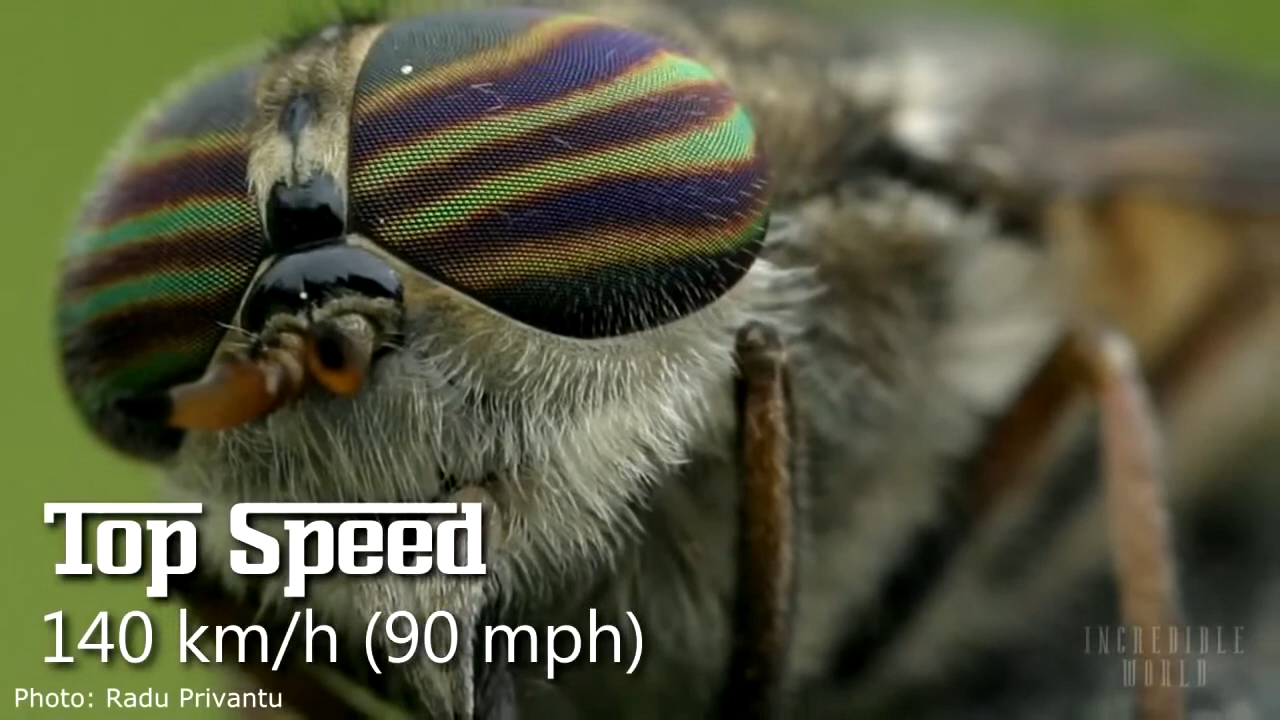 Top Speed
140 km/h (90 mph)
Photo: Radu Privantu
INCREDIBLE
WORLD